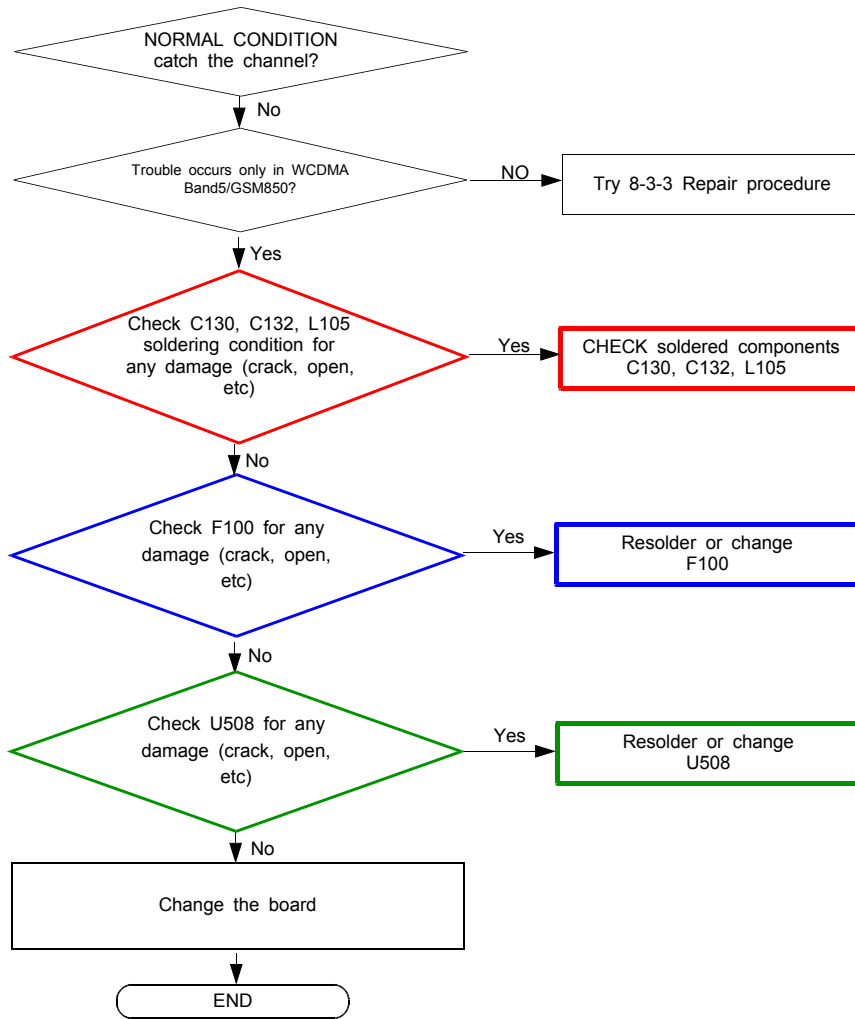 NORMAL CONDITION
catch the channel?
No
Trouble occurs only in WCDMA
Band5/GSM850?
NO
Try 8-3-3 Repair procedure
Yes
Check C130, C132, L105
soldering condition for
any damage (crack, open,
etc)
Yes
CHECK soldered components
C130, C132, L105
No
Check F100 for any
damage (crack, open,
etc)
Yes
Resolder or change
F100
No
Check U508 for any
damage (crack, open,
etc)
Yes
Resolder or change
U508
No
Change the board
END